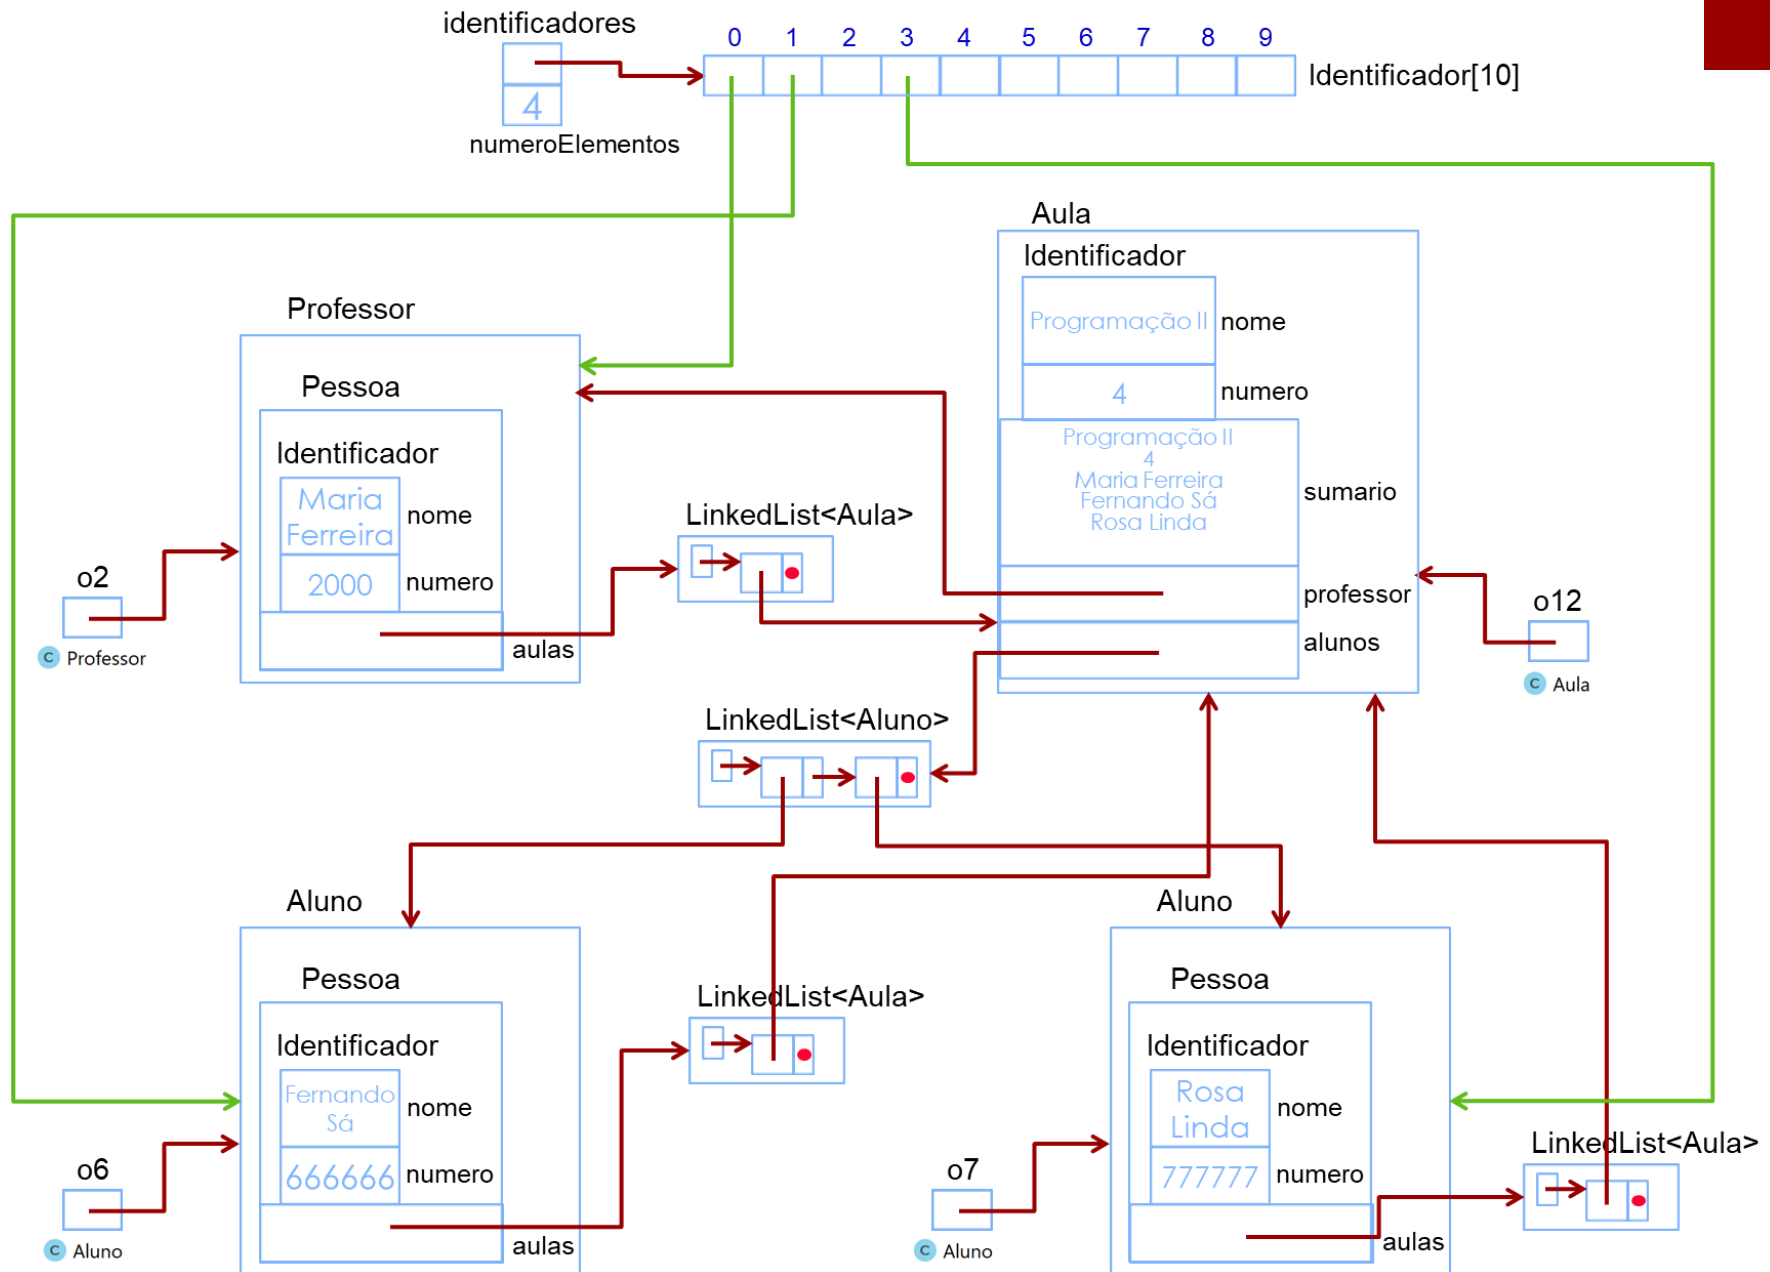 identificadores
0 1 2 3 4 5 6 7 8 9
Identificador[10]
4
numeroElementos
Aula
Identificador
Programação II nome
4 numero
Programação II
4
Maria Ferreira
Fernando Sá
Rosa Linda
sumario
professor
alunos
Professor
Pessoa
Identificador
Maria
Ferreira
nome
2000 numero
aulas
o2
C Professor
LinkedList<Aula>
o12
C Aula
LinkedList<Aluno>
Aluno
Pessoa
Identificador
Fernando
Sá
nome
666666 numero
aulas
o6
C Aluno
LinkedList<Aula>
Aluno
Pessoa
Identificador
Rosa
Linda
nome
777777 numero
aulas
o7
C Aluno
LinkedList<Aula>